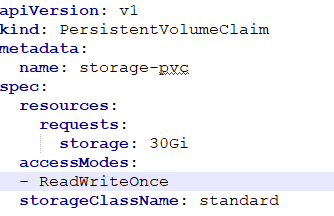 apiVersion: v1
kind: PersistentVolumeClaim
metadata:
  name: storage-pvc
spec:
  resources:
    requests:
      storage: 30Gi
  accessModes:
  - ReadWriteOnce
  storageClassName: standard